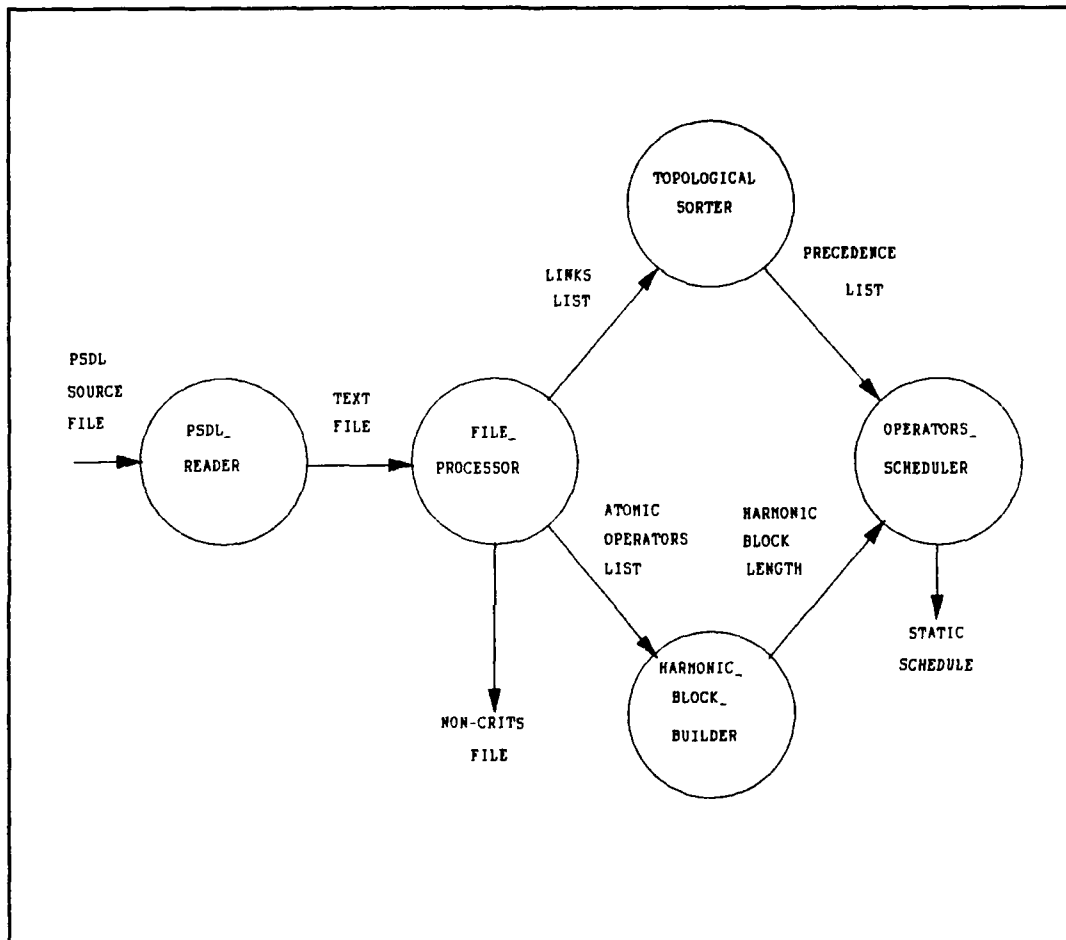 TOPOLOGICAL
SORTER
LINKS
LIST
PRECEDENCE
LIST
PSDL
SOURCE
FILE
PSDL_
READER
TEXT
FILE
FILE_
PROCESSOR
OPERATORS_
SCHEDULER
ATOMIC
OPERATORS
LIST
HARMONIC
BLOCK
LENGTH
STATIC
SCHEDULE
HARMONIC_
BLOCK_
BUILDER
NON-CRITS
FILE